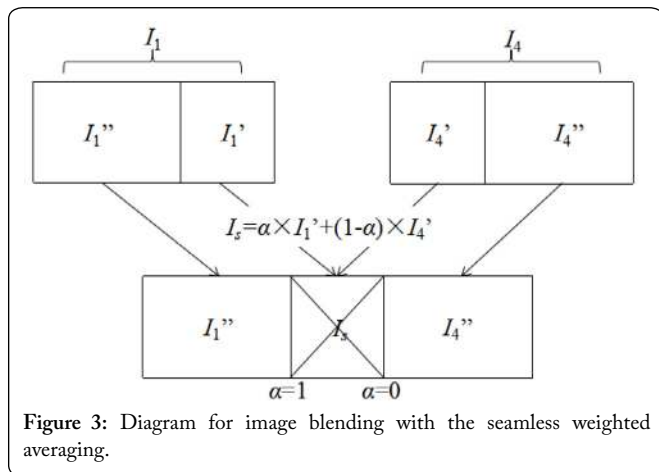 I₁ I₄
I₁” I₁’ I₄’ I₄”
Iₛ=α×I₁’+(1-α)×I₄’
I₁” Iₛ I₄”
α=1 α=0
Figure 3: Diagram for image blending with the seamless weighted
averaging.